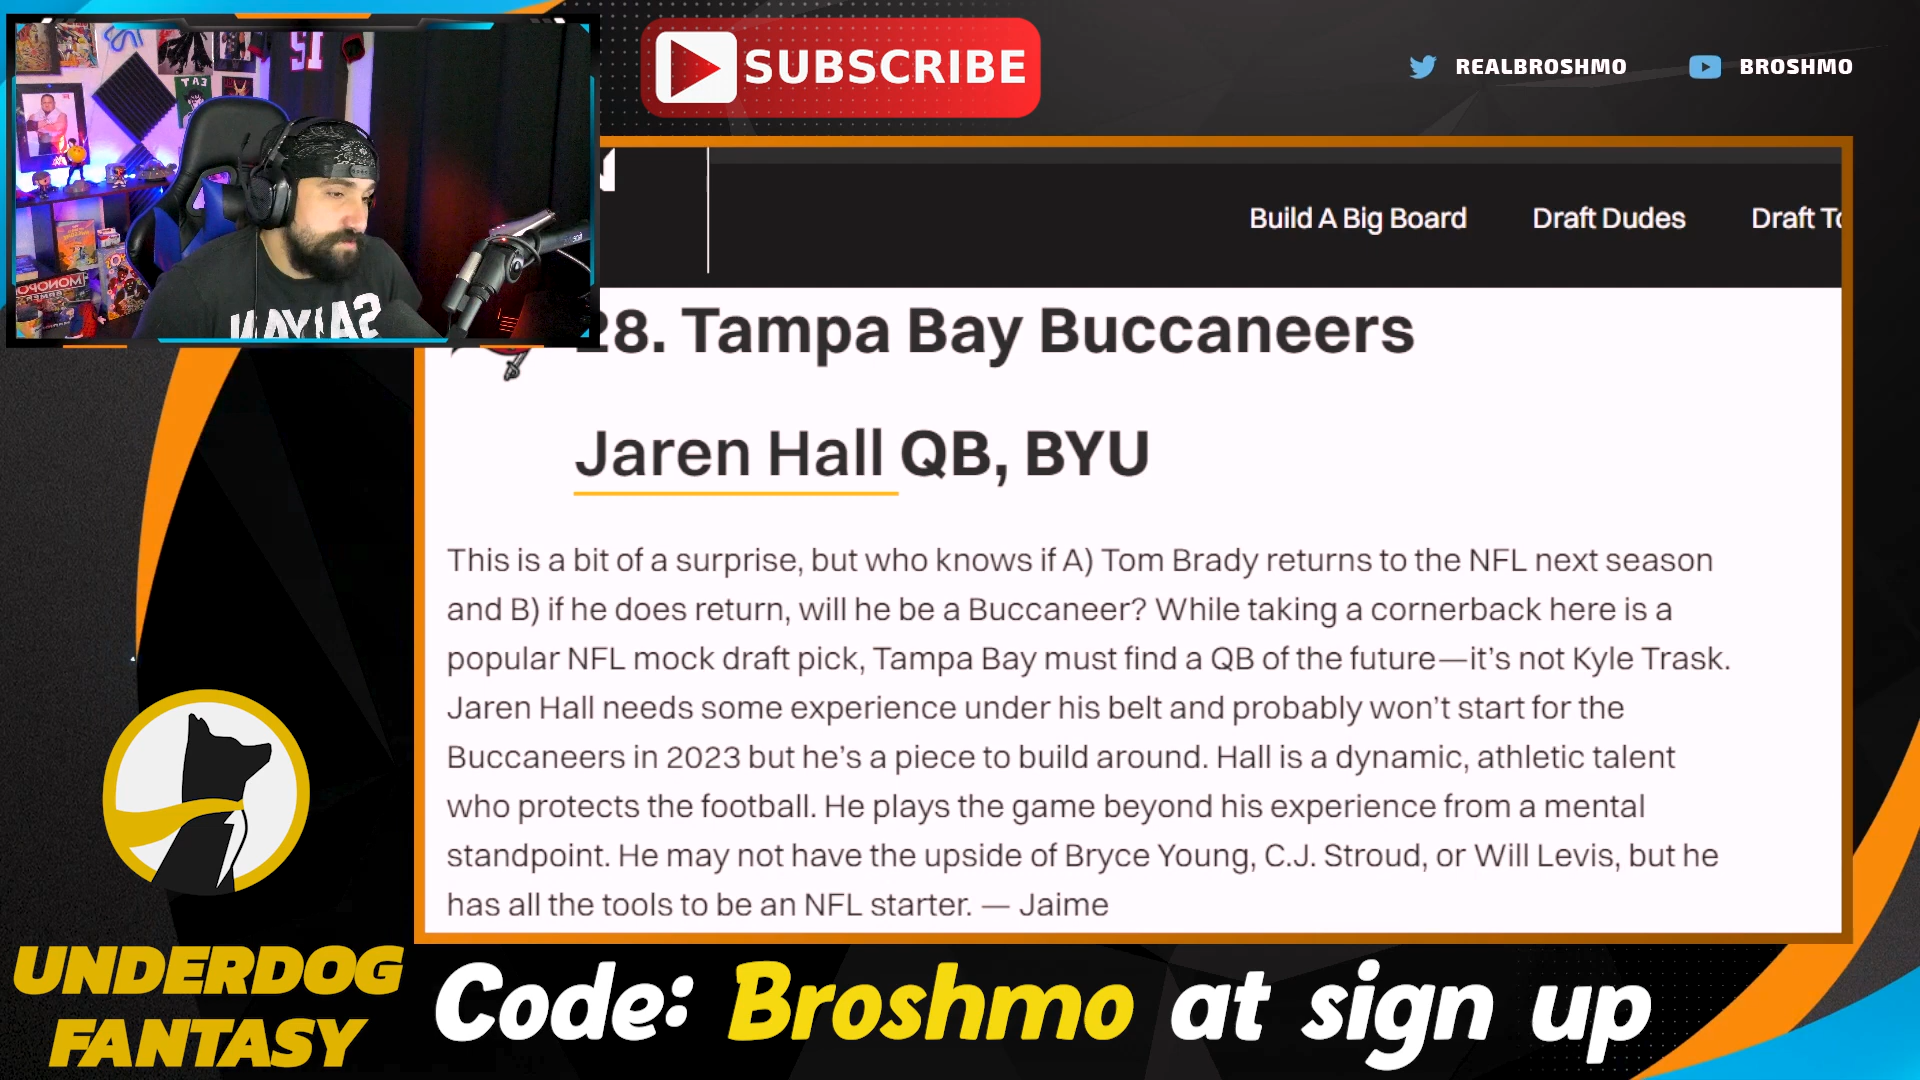 SUBSCRIBE
REALBROSHMO
BROSHMO
Build A Big Board
Draft Dudes
28. Tampa Bay Buccaneers
Jaren Hall QB, BYU
This is a bit of a surprise, but who knows if A) Tom Brady returns to the NFL next season
and B) if he does return, will he be a Buccaneer? While taking a cornerback here is a
popular NFL mock draft pick, Tampa Bay must find a QB of the future—it's not Kyle Trask.
Jaren Hall needs some experience under his belt and probably won't start for the
Buccaneers in 2023 but he's a piece to build around. Hall is a dynamic, athletic talent
who protects the football. He plays the game beyond his experience from a mental
standpoint. He may not have the upside of Bryce Young, C.J. Stroud, or Will Levis, but he
has all the tools to be an NFL starter. — Jaime
UNDERDOG
FANTASY
Code: Broshmo at sign up
SAIYAN
MONOPOLY